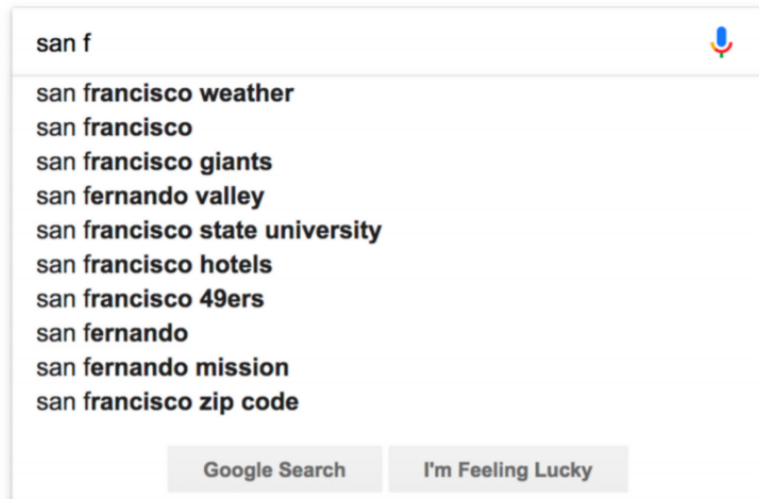 san f
san francisco weather
san francisco
san francisco giants
san fernando valley
san francisco state university
san francisco hotels
san francisco 49ers
san fernando
san fernando mission
san francisco zip code
Google Search I'm Feeling Lucky